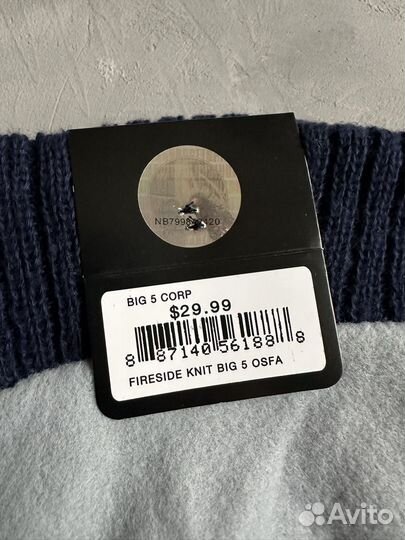 BIG 5 CORP
$29.99
8 87140 56188 8
FIRESIDE KNIT BIG 5 OSFA
Avito